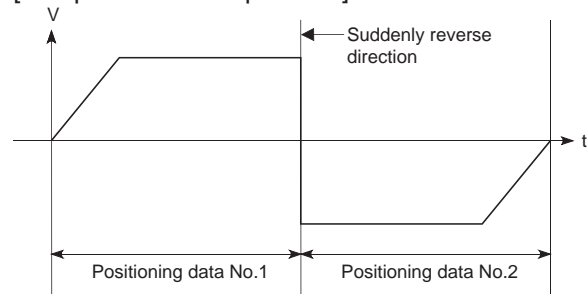 V
Suddenly reverse
direction
t
Positioning data No.1
Positioning data No.2